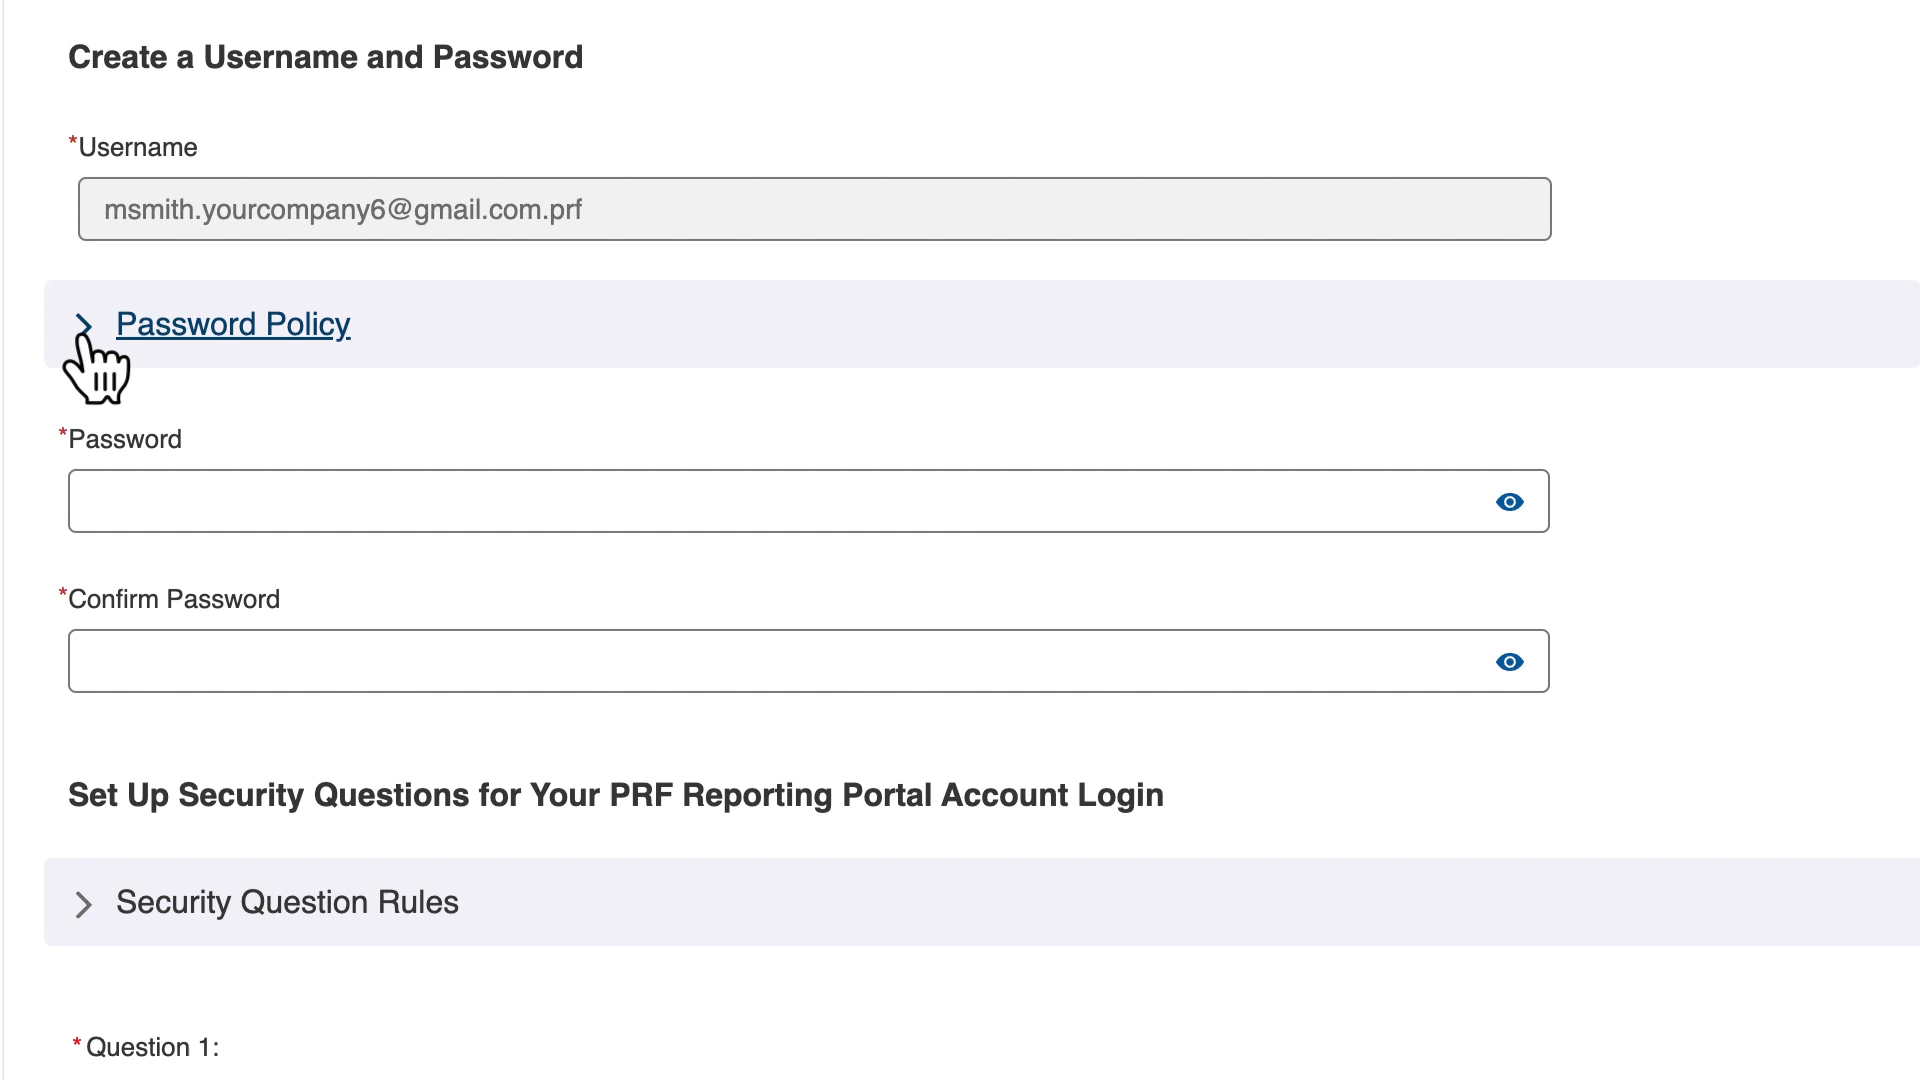 Create a Username and Password
*Username
msmith.yourcompany6@gmail.com.prf
Password Policy
*Password
*Confirm Password
Set Up Security Questions for Your PRF Reporting Portal Account Login
Security Question Rules
* Question 1: